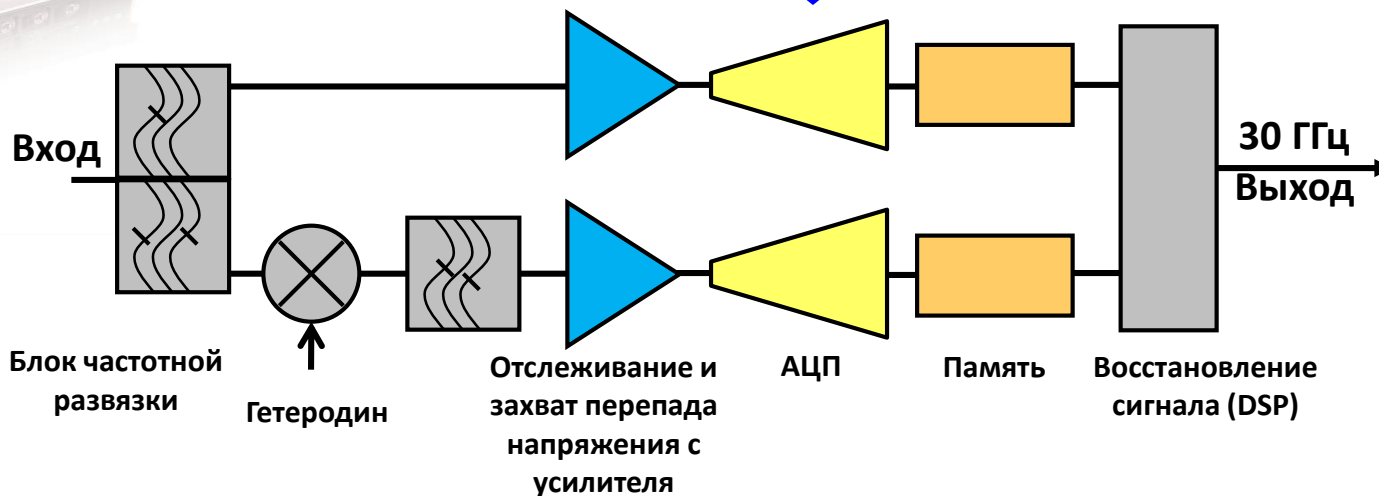 Вход
30 ГГц
Выход
Блок частотной
развязки
Гетеродин
Отслеживание и
захват перепада
напряжения с
усилителя
АЦП
Память
Восстановление
сигнала (DSP)